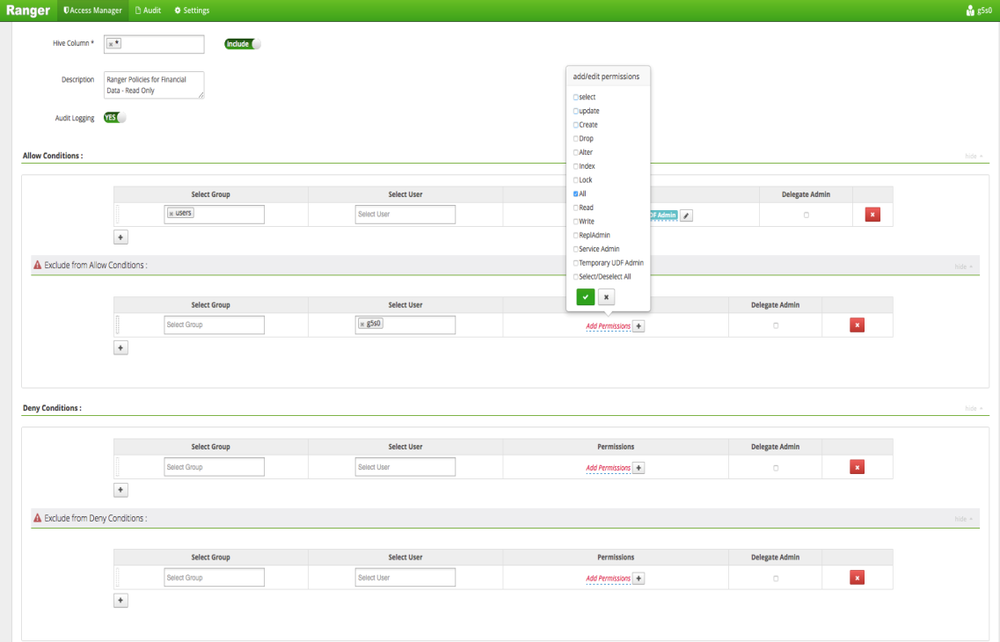 Ranger Access Manager Audit Settings g5s0
Hive Column * × * Include
Description Ranger Policies for Financial
Data - Read Only
Audit Logging YES
add/edit permissions
select
update
Create
Drop
Alter
Index
Lock
All
Read
Write
ReplAdmin
Service Admin
Temporary UDF Admin
Select/Deselect All
Allow Conditions : hide
Select Group Select User Delegate Admin
× users Select User DF Admin ×
+
Exclude from Allow Conditions : hide
Select Group Select User Delegate Admin
Select Group × g5s0 Add Permissions + ×
+
Deny Conditions : hide
Select Group Select User Permissions Delegate Admin
Select Group Select User Add Permissions + ×
+
Exclude from Deny Conditions : hide
Select Group Select User Permissions Delegate Admin
Select Group Select User Add Permissions + ×
+